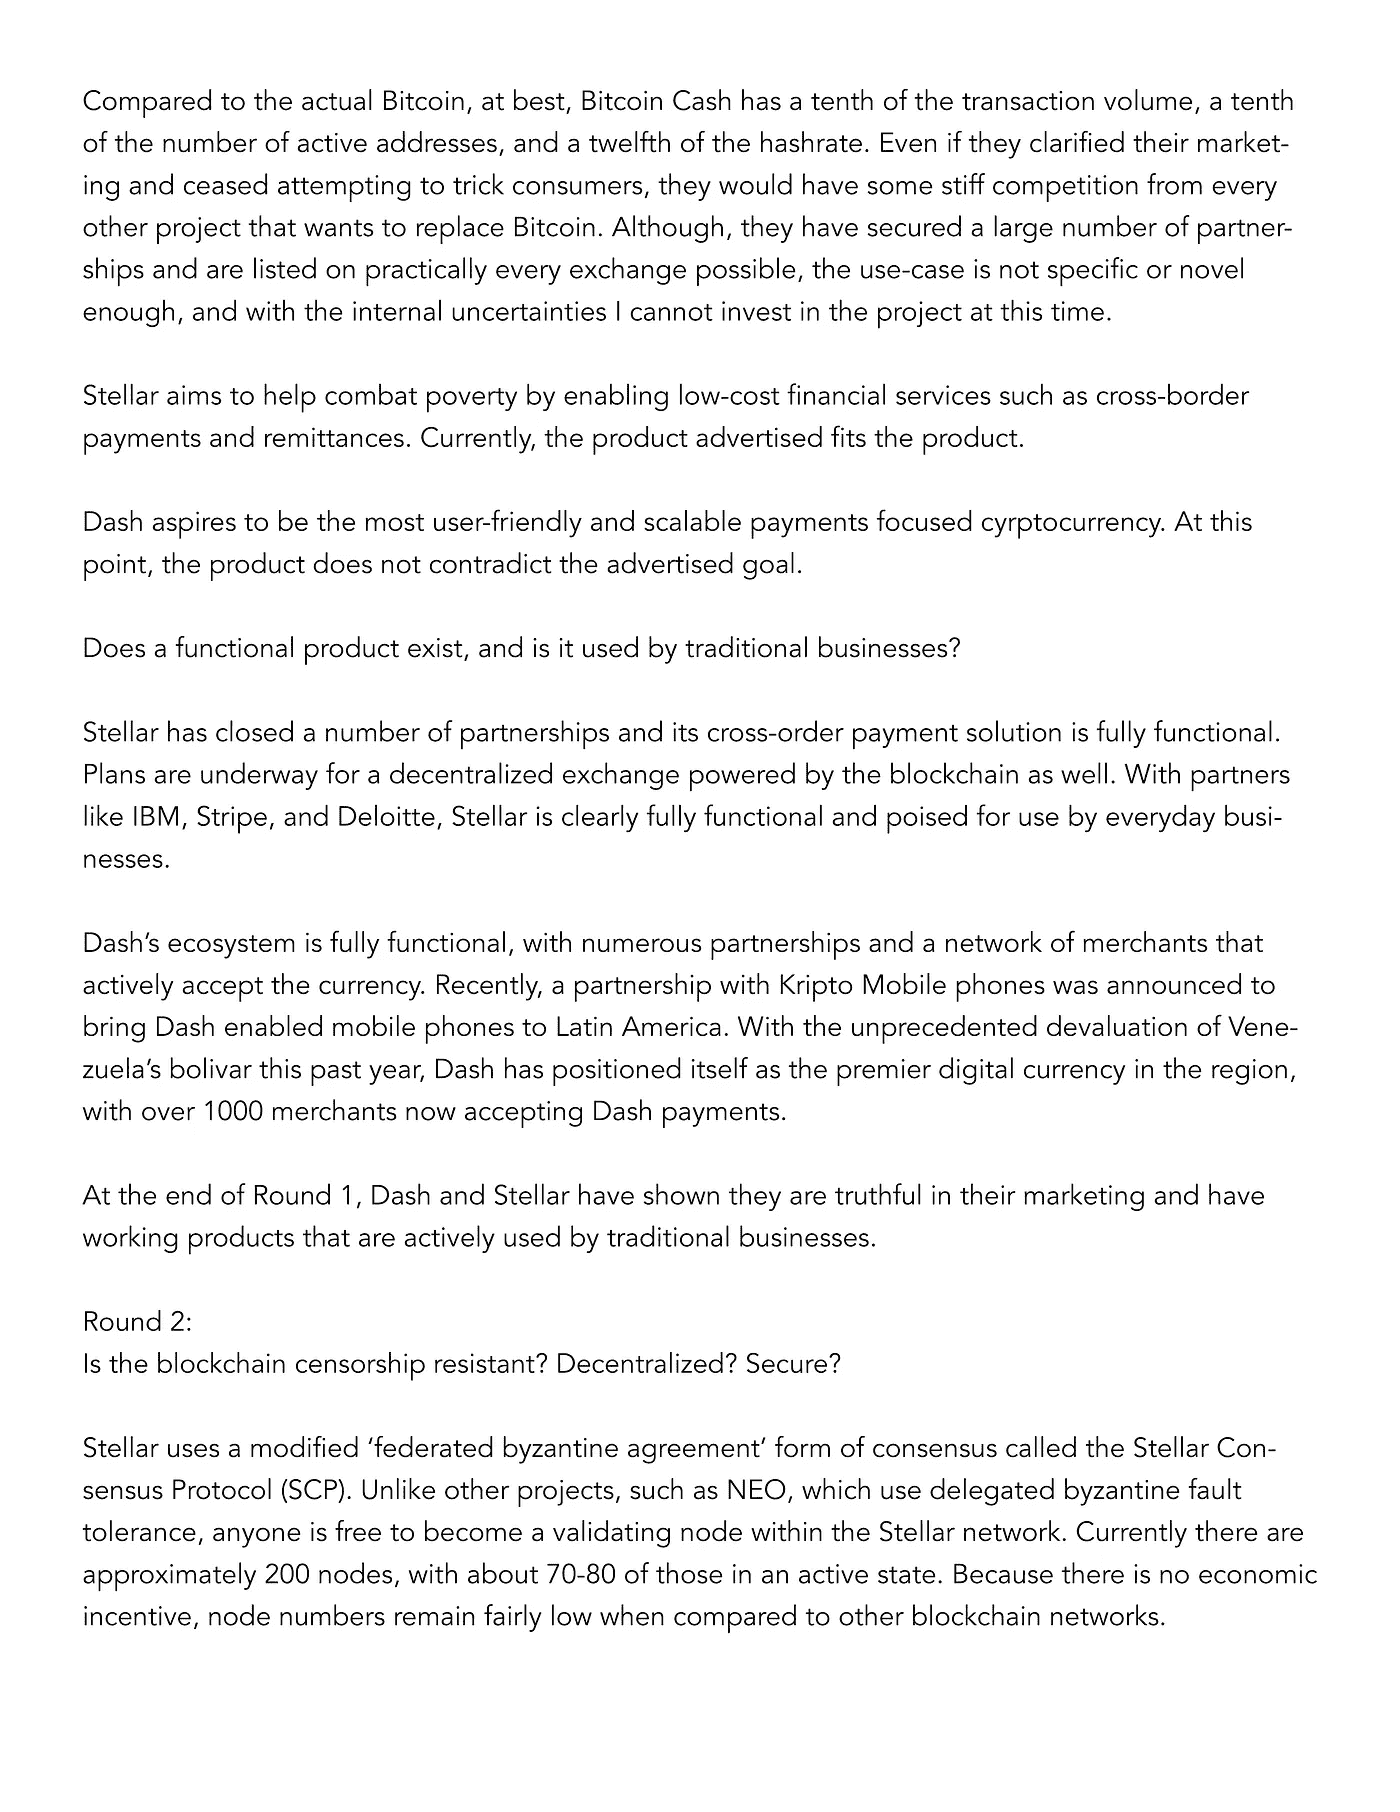 Compared to the actual Bitcoin, at best, Bitcoin Cash has a tenth of the transaction volume, a tenth
of the number of active addresses, and a twelfth of the hashrate. Even if they clarified their market-
ing and ceased attempting to trick consumers, they would have some stiff competition from every
other project that wants to replace Bitcoin. Although, they have secured a large number of partner-
ships and are listed on practically every exchange possible, the use-case is not specific or novel
enough, and with the internal uncertainties I cannot invest in the project at this time.
Stellar aims to help combat poverty by enabling low-cost financial services such as cross-border
payments and remittances. Currently, the product advertised fits the product.
Dash aspires to be the most user-friendly and scalable payments focused cyrptocurrency. At this
point, the product does not contradict the advertised goal.
Does a functional product exist, and is it used by traditional businesses?
Stellar has closed a number of partnerships and its cross-order payment solution is fully functional.
Plans are underway for a decentralized exchange powered by the blockchain as well. With partners
like IBM, Stripe, and Deloitte, Stellar is clearly fully functional and poised for use by everyday busi-
nesses.
Dash’s ecosystem is fully functional, with numerous partnerships and a network of merchants that
actively accept the currency. Recently, a partnership with Kripto Mobile phones was announced to
bring Dash enabled mobile phones to Latin America. With the unprecedented devaluation of Vene-
zuela’s bolivar this past year, Dash has positioned itself as the premier digital currency in the region,
with over 1000 merchants now accepting Dash payments.
At the end of Round 1, Dash and Stellar have shown they are truthful in their marketing and have
working products that are actively used by traditional businesses.
Round 2:
Is the blockchain censorship resistant? Decentralized? Secure?
Stellar uses a modified ‘federated byzantine agreement’ form of consensus called the Stellar Con-
sensus Protocol (SCP). Unlike other projects, such as NEO, which use delegated byzantine fault
tolerance, anyone is free to become a validating node within the Stellar network. Currently there are
approximately 200 nodes, with about 70-80 of those in an active state. Because there is no economic
incentive, node numbers remain fairly low when compared to other blockchain networks.